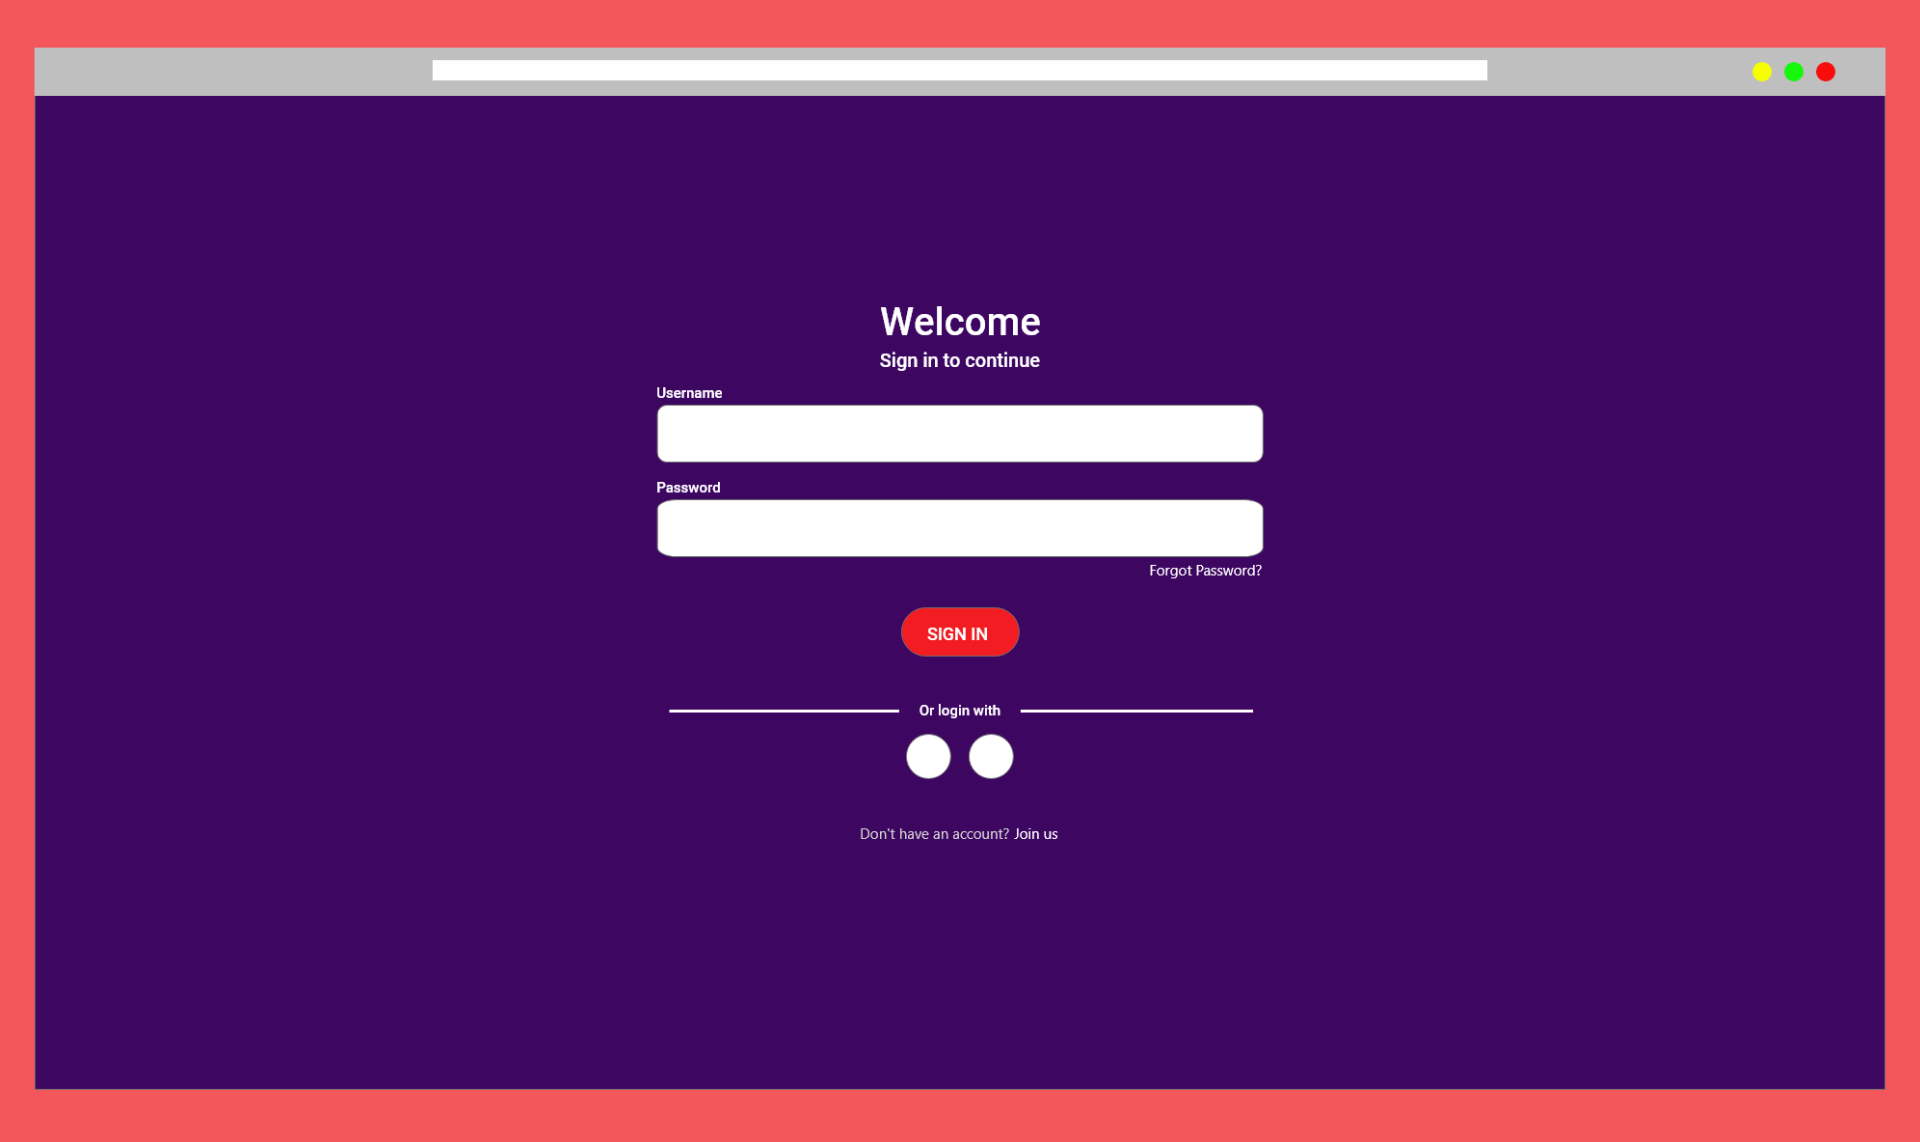 Welcome
Sign in to continue
Username
Password
Forgot Password?
SIGN IN
Or login with
Don't have an account? Join us